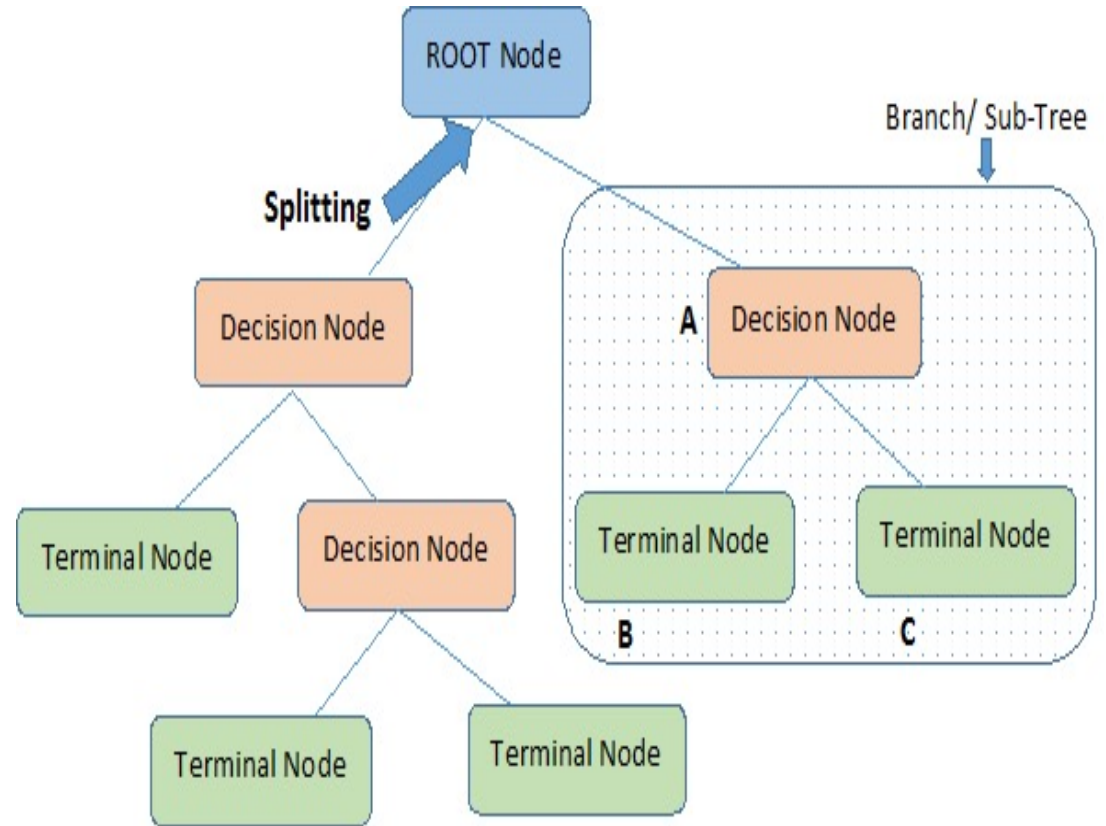 ROOT Node
Branch/ Sub-Tree
Splitting
Decision Node
A
Decision Node
Terminal Node
Decision Node
Terminal Node
Terminal Node
B
C
Terminal Node
Terminal Node